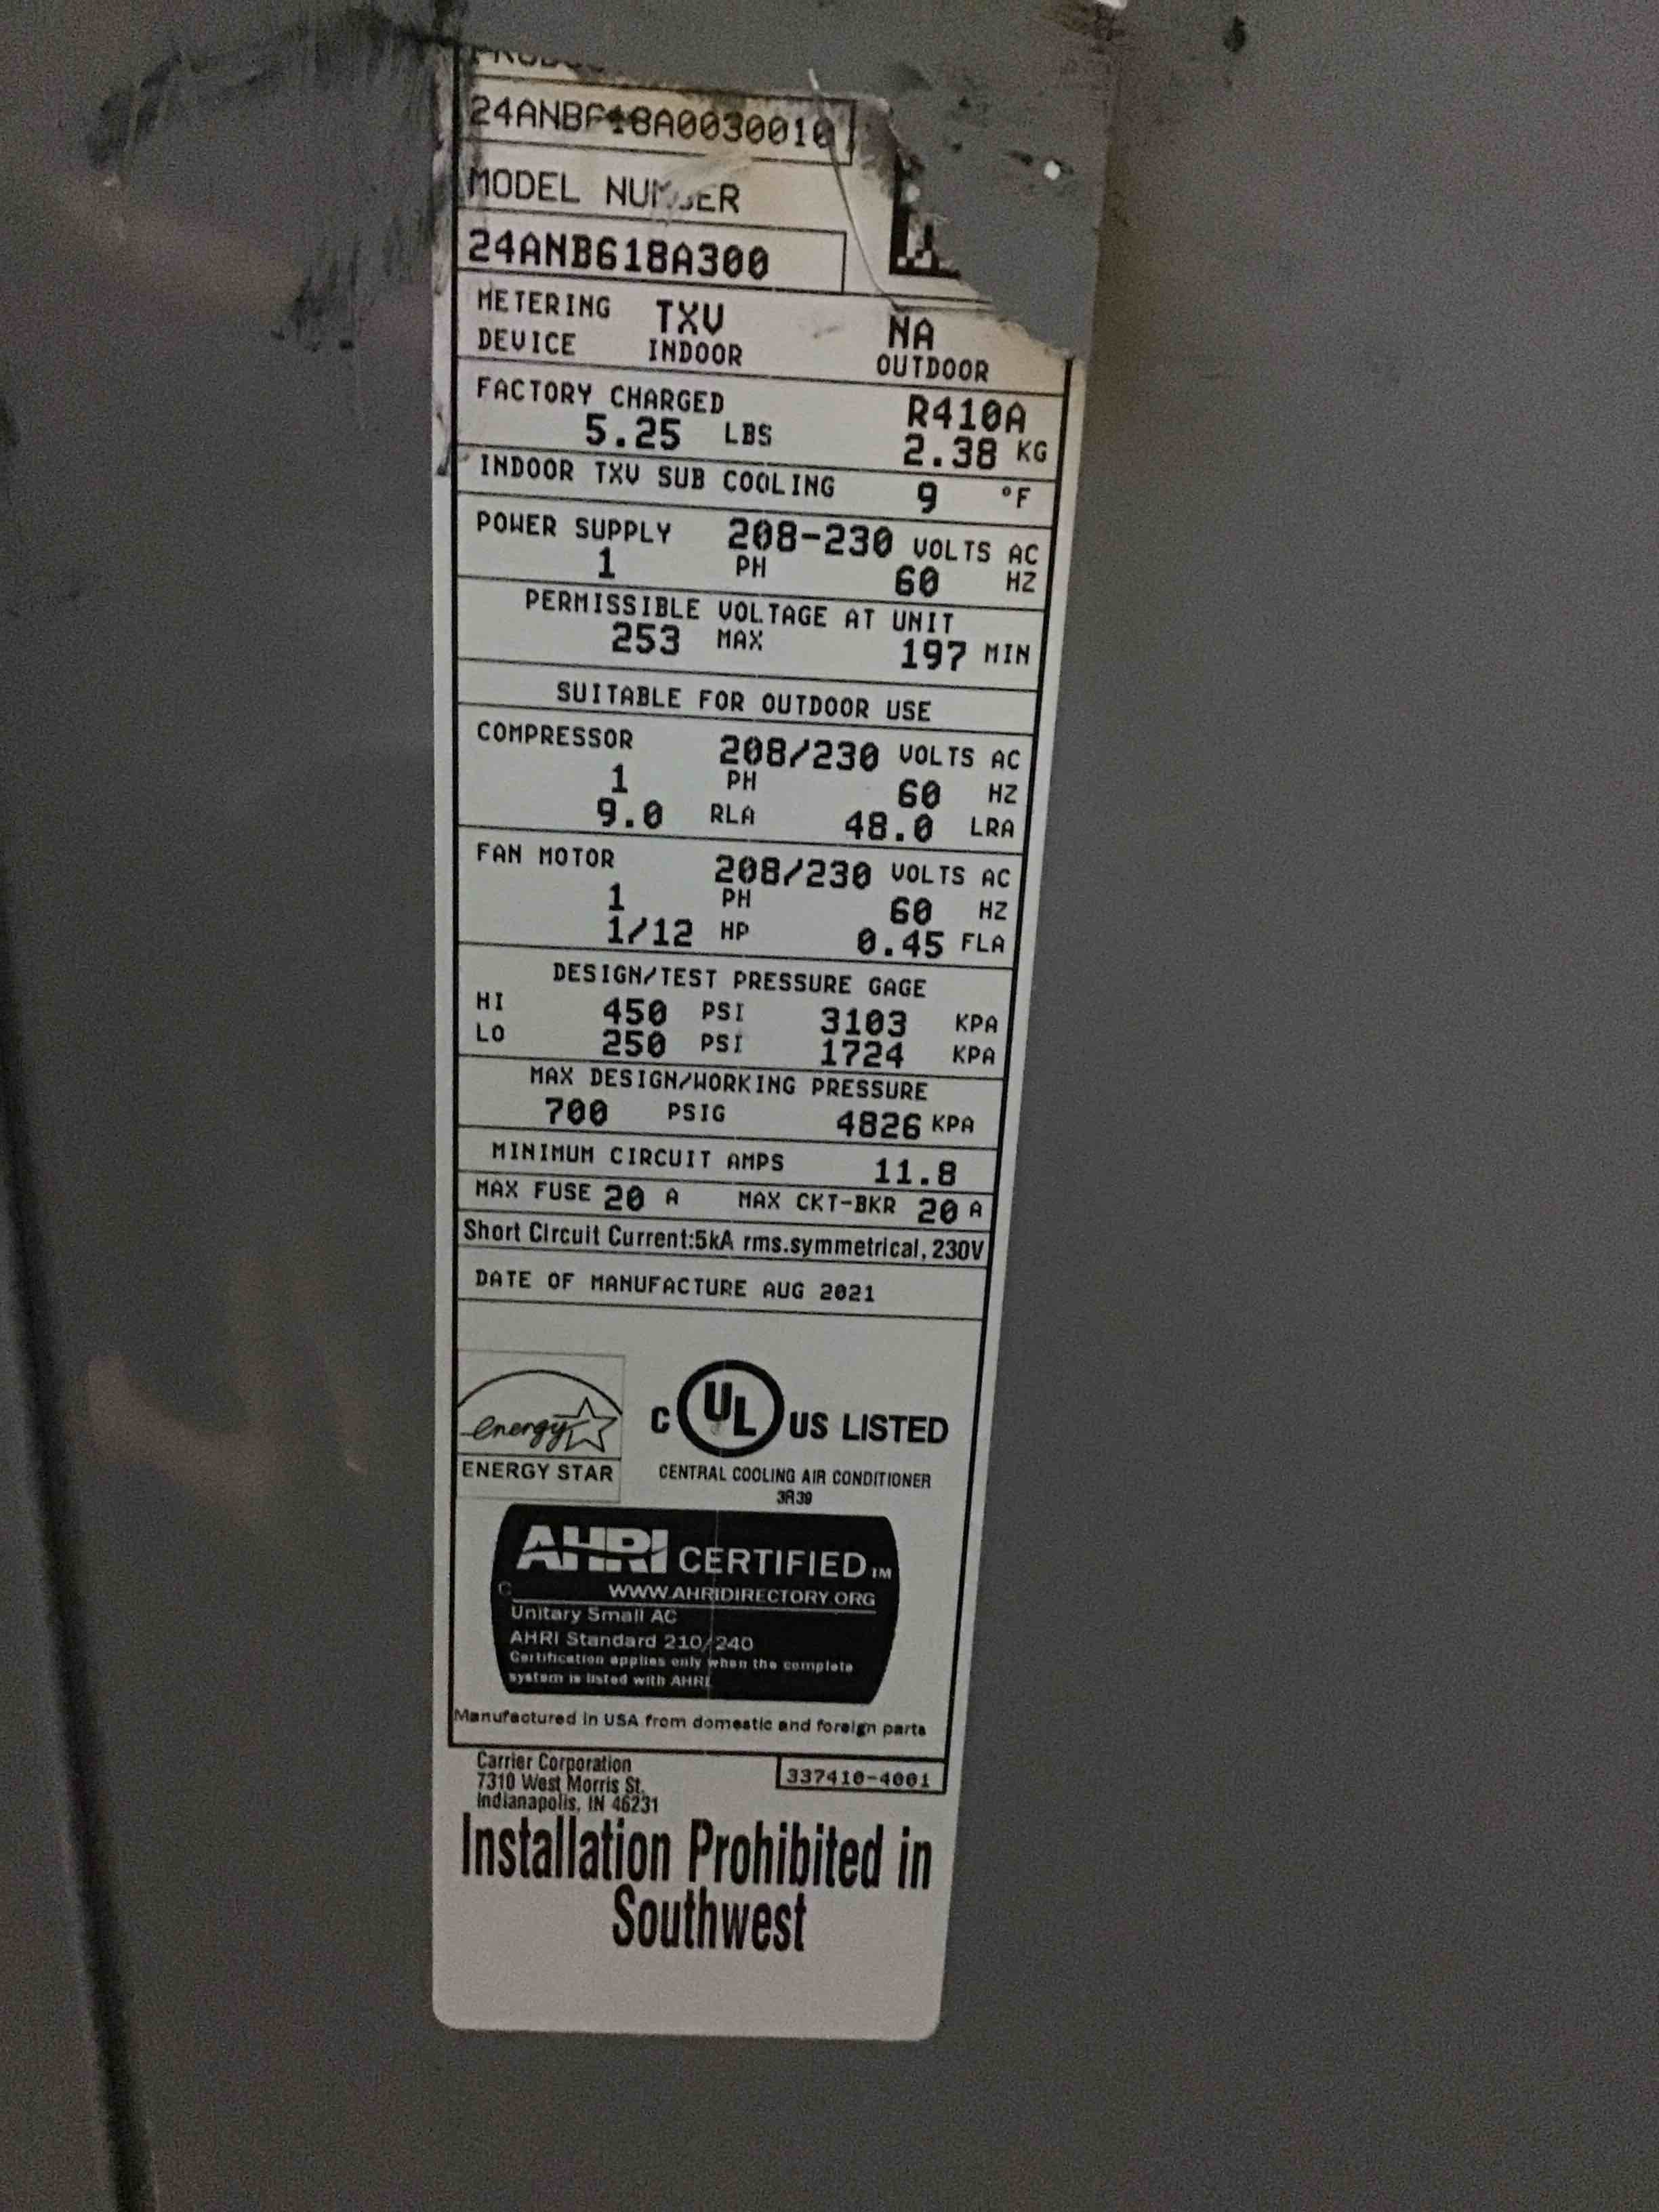 24ANB618A0030010
MODEL NUMBER
24ANB618A300
METERING DEVICE TXV INDOOR NA OUTDOOR
FACTORY CHARGED R410A
5.25 LBS 2.38 KG
INDOOR TXV SUB COOLING 9 °F
POWER SUPPLY 208-230 VOLTS AC
1 PH 60 HZ
PERMISSIBLE VOLTAGE AT UNIT
253 MAX 197 MIN
SUITABLE FOR OUTDOOR USE
COMPRESSOR 208/230 VOLTS AC
1 PH 60 HZ
9.0 RLA 48.0 LRA
FAN MOTOR 208/230 VOLTS AC
1 PH 60 HZ
1/12 HP 0.45 FLA
DESIGN/TEST PRESSURE GAGE
HI 450 PSI 3103 KPA
LO 250 PSI 1724 KPA
MAX DESIGN/WORKING PRESSURE
700 PSIG 4826 KPA
MINIMUM CIRCUIT AMPS 11.8
MAX FUSE 20 A MAX CKT-BKR 20 A
Short Circuit Current:5kA rms.symmetrical, 230V
DATE OF MANUFACTURE AUG 2021
energy
ENERGY STAR
C UL US LISTED
CENTRAL COOLING AIR CONDITIONER
3R39
AHRI CERTIFIED TM
WWW.AHRIDIRECTORY.ORG
Unitary Small AC
AHRI Standard 210/240
Certification applies only when the complete
system is listed with AHRI.
Manufactured in USA from domestic and foreign parts
Carrier Corporation
7310 West Morris St.
Indianapolis, IN 46231
337410-4001
Installation Prohibited in
Southwest